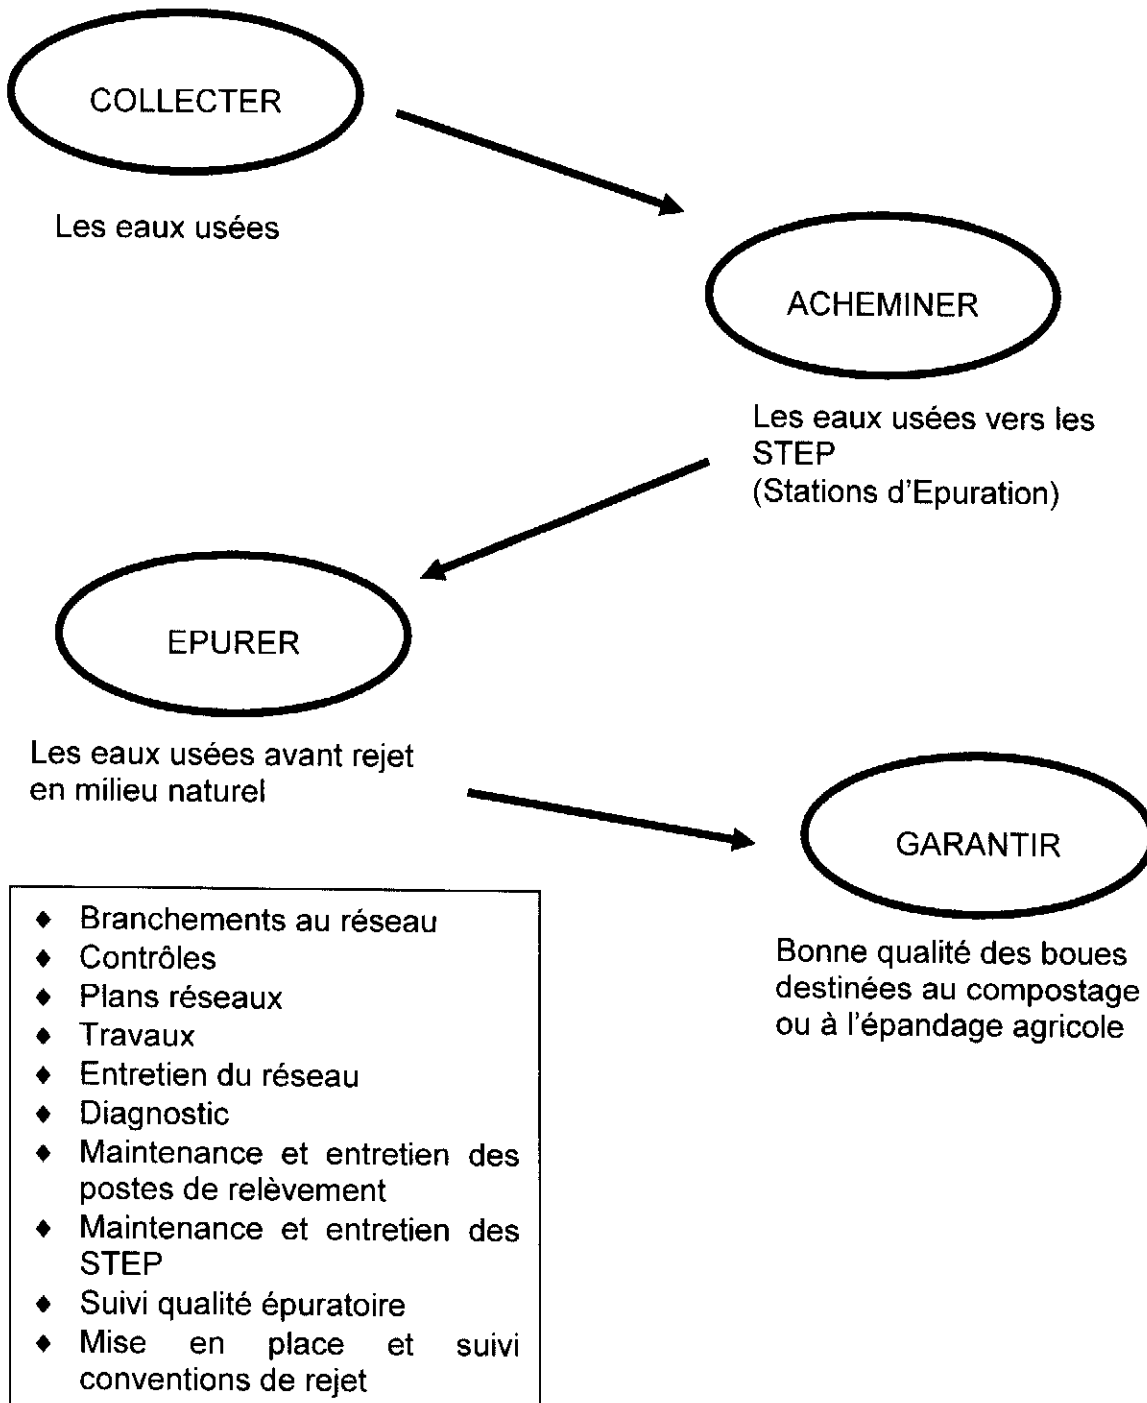 COLLECTER
Les eaux usées
ACHEMINER
Les eaux usées vers les
STEP
(Stations d'Epuration)
EPURER
Les eaux usées avant rejet
en milieu naturel
GARANTIR
Bonne qualité des boues
destinées au compostage
ou à l'épandage agricole
♦ Branchements au réseau
♦ Contrôles
♦ Plans réseaux
♦ Travaux
♦ Entretien du réseau
♦ Diagnostic
♦ Maintenance et entretien des
postes de relèvement
♦ Maintenance et entretien des
STEP
♦ Suivi qualité épuratoire
♦ Mise en place et suivi
conventions de rejet